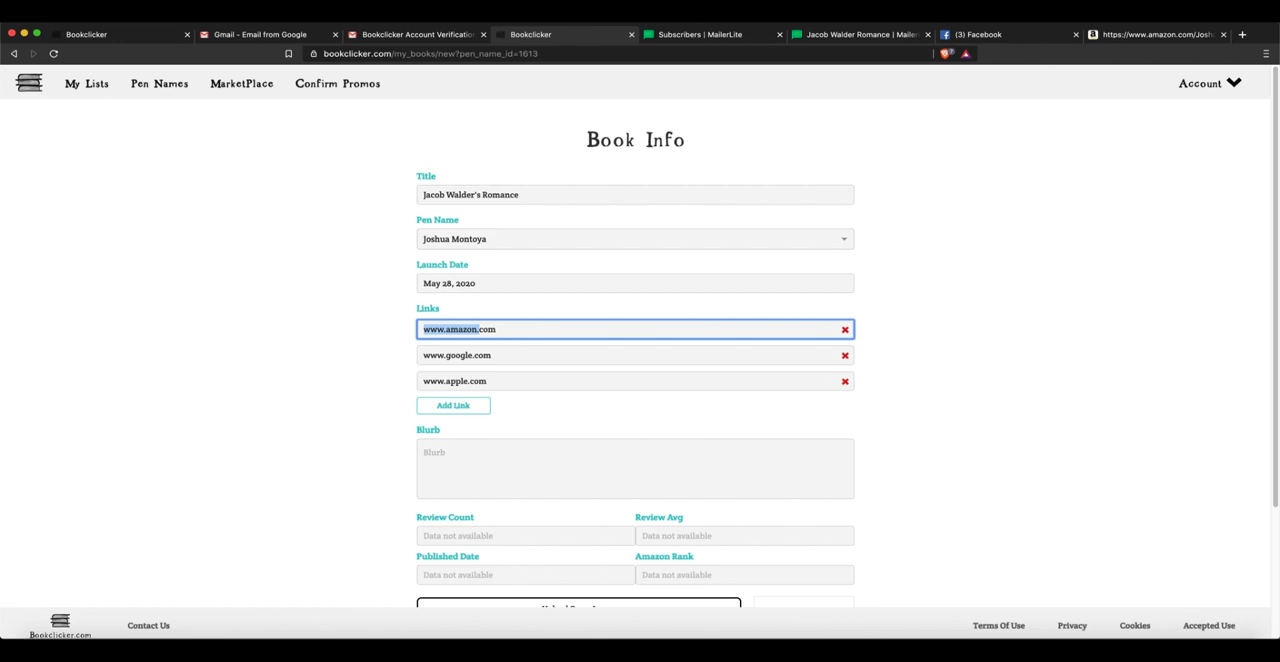 Bookclicker
Gmail - Email from Google
Bookclicker Account Verification
Bookclicker
Subscribers | MailerLite
Jacob Walder Romance | Mailer
(3) Facebook
https://www.amazon.com/Josh
bookclicker.com/my_books/new?pen_name_id=1613
My Lists
Pen Names
MarketPlace
Confirm Promos
Account
Book Info
Title
Jacob Walder's Romance
Pen Name
Joshua Montoya
Launch Date
May 28, 2020
Links
www.amazon.com
www.google.com
www.apple.com
Add Link
Blurb
Blurb
Review Count
Review Avg
Data not available
Data not available
Published Date
Amazon Rank
Data not available
Data not available
Bookclicker.com
Contact Us
Terms Of Use
Privacy
Cookies
Accepted Use